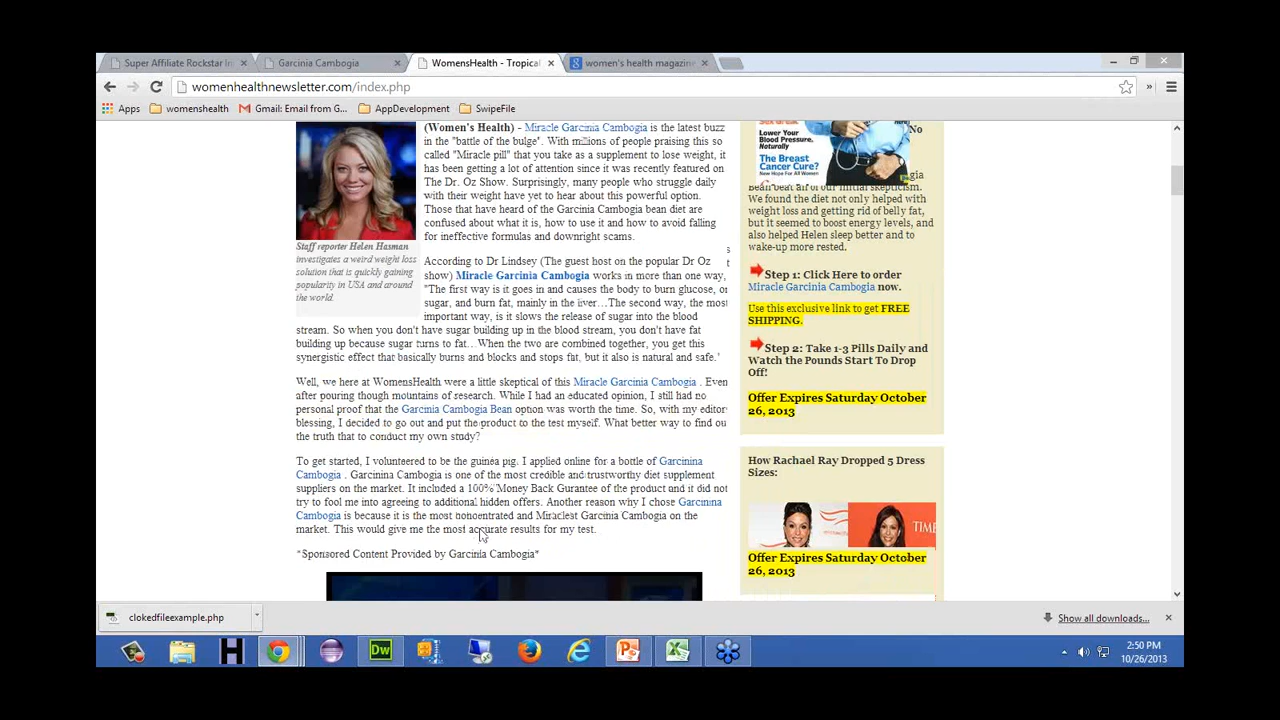 Super Affiliate Rockstar In
Garcinia Cambogia
WomensHealth - Tropical
women's health magazine
womenhealthnewsletter.com/index.php
Apps
womenshealth
Gmail: Email from G...
AppDevelopment
SwipeFile
(Women's Health) - Miracle Garcinia Cambogia is the latest buzz
in the "battle of the bulge". With millions of people praising this so
called "Miracle pill" that you take as a supplement to lose weight, it
has been getting a lot of attention since it was recently featured on
The Dr. Oz Show. Surprisingly, many people who struggle daily
with their weight have yet to hear about this powerful option.
Those that have heard of the Garcinia Cambogia bean diet are
confused about what it is, how to use it and how to avoid falling
for ineffective formulas and downright scams.
Staff reporter Helen Hasman
investigates a weird weight loss
solution that is quickly gaining
popularity in USA and around
the world.
According to Dr Lindsey (The guest host on the popular Dr Oz
show) Miracle Garcinia Cambogia works in more than one way,
"The first way is it goes in and causes the body to burn glucose, or
sugar, and burn fat, mainly in the liver...The second way, the most
important way, is it slows the release of sugar into the blood
stream. So when you don't have sugar building up in the blood stream, you don't have fat
building up because sugar turns to fat...When the two are combined together, you get this
synergistic effect that basically burns and blocks and stops fat, but it also is natural and safe.'
Well, we here at WomensHealth were a little skeptical of this Miracle Garcinia Cambogia . Even
after pouring though mountains of research. While I had an educated opinion, I still had no
personal proof that the Garcinia Cambogia Bean option was worth the time. So, with my editor
blessing, I decided to go out and put the product to the test myself. What better way to find ou
the truth that to conduct my own study?
To get started, I volunteered to be the guinea pig. I applied online for a bottle of Garcinina
Cambogia . Garcinina Cambogia is one of the most credible and trustworthy diet supplement
suppliers on the market. It included a 100% Money Back Gurantee of the product and it did not
try to fool me into agreeing to additional hidden offers. Another reason why I chose Garcinina
Cambogia is because it is the most noncentrated and Miraclest Garcinia Cambogia on the
market. This would give me the most accurate results for my test.
*Sponsored Content Provided by Garcinia Cambogia*
Lower Your
Blood Pressure,
Naturally
The Breast
Cancer Cure?
New Hope For All Women
No
gia
Bean beat all of our initial skepticism.
We found the diet not only helped with
weight loss and getting rid of belly fat,
but it seemed to boost energy levels, and
also helped Helen sleep better and to
wake-up more rested.
Step 1: Click Here to order
Miracle Garcinia Cambogia now.
Use this exclusive link to get FREE
SHIPPING.
Step 2: Take 1-3 Pills Daily and
Watch the Pounds Start To Drop
Off!
Offer Expires Saturday October
26, 2013
How Rachael Ray Dropped 5 Dress
Sizes:
TIME
Offer Expires Saturday October
26, 2013
clokedfileexample.php
Show all downloads...
2:50 PM
10/26/2013